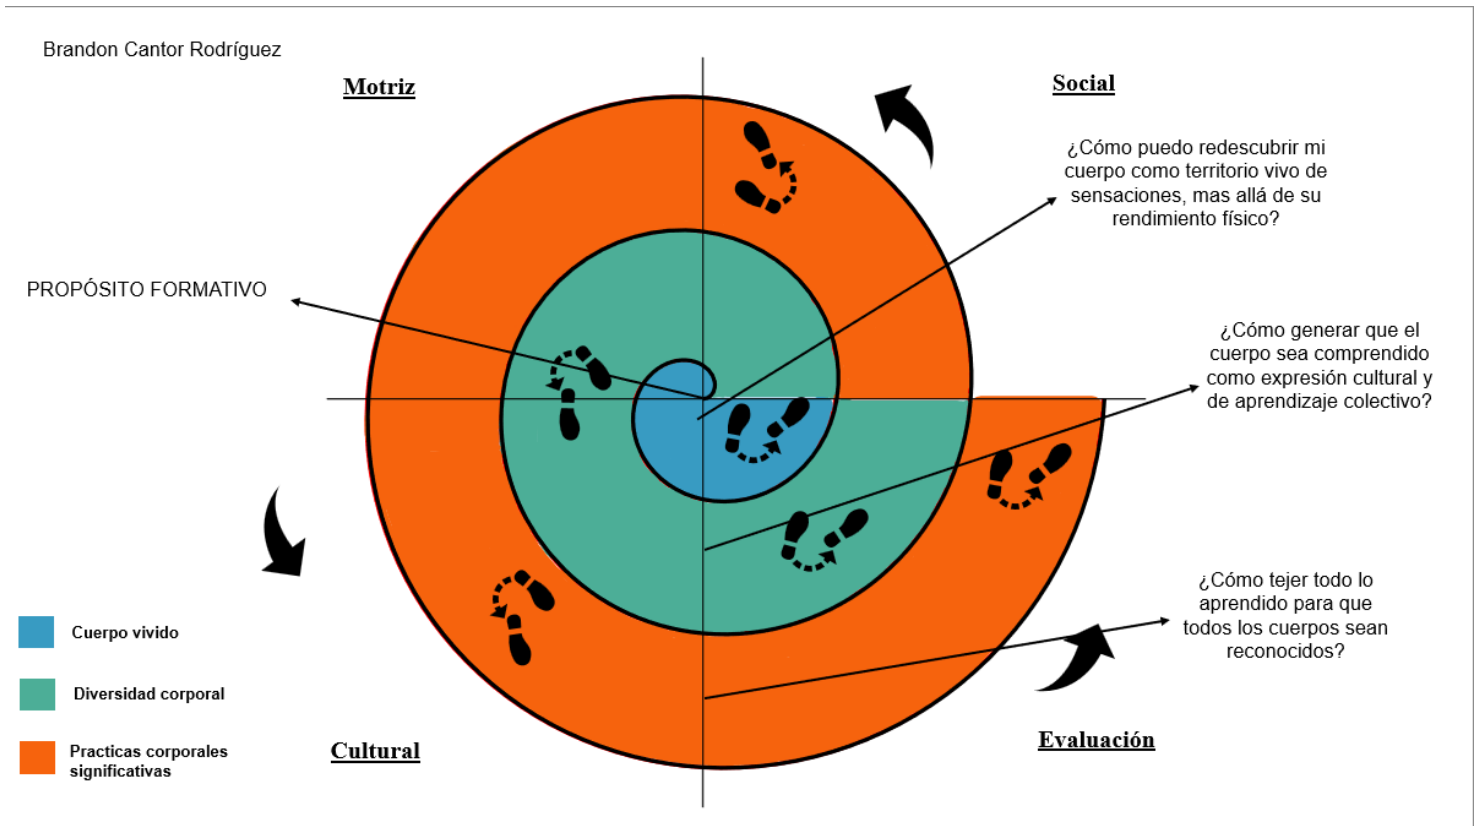 Brandon Cantor Rodríguez
Motriz
Social
¿Cómo puedo redescubrir mi
cuerpo como territorio vivo de
sensaciones, mas allá de su
rendimiento físico?
PROPÓSITO FORMATIVO
¿Cómo generar que el
cuerpo sea comprendido
como expresión cultural y
de aprendizaje colectivo?
¿Cómo tejer todo lo
aprendido para que
todos los cuerpos sean
reconocidos?
Cuerpo vivido
Diversidad corporal
Practicas corporales
significativas
Cultural
Evaluación